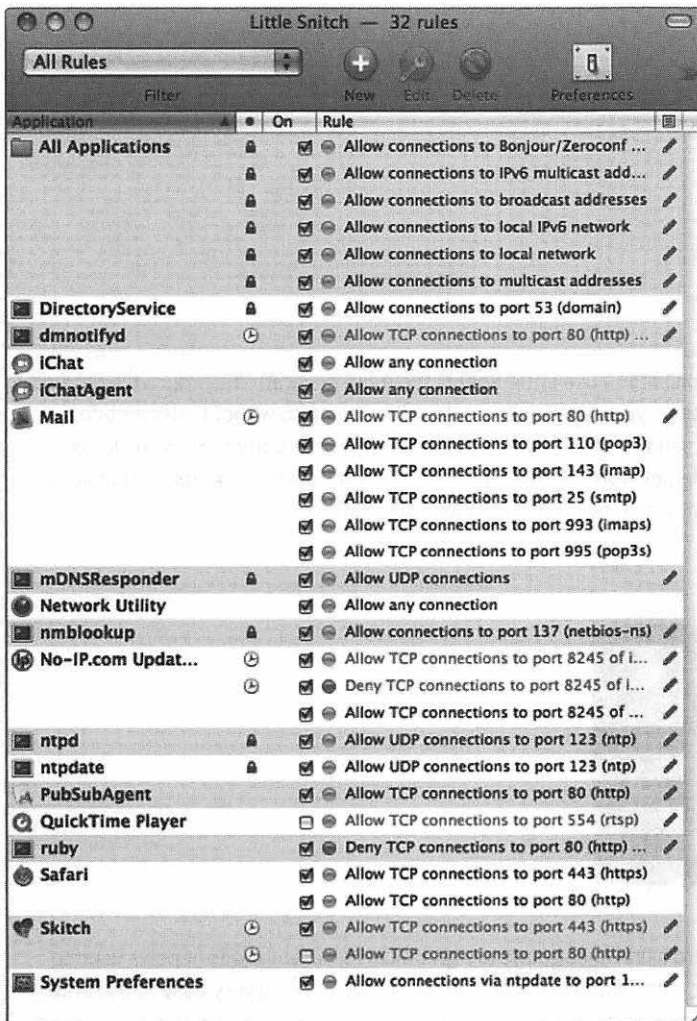 Little Snitch — 32 rules
All Rules
Filter
New Edit Delete Preferences
Application On Rule
All Applications Allow connections to Bonjour/Zeroconf ...
Allow connections to IPv6 multicast add...
Allow connections to broadcast addresses
Allow connections to local IPv6 network
Allow connections to local network
Allow connections to multicast addresses
DirectoryService Allow connections to port 53 (domain)
dmnotifyd Allow TCP connections to port 80 (http) ...
iChat Allow any connection
iChatAgent Allow any connection
Mail Allow TCP connections to port 80 (http)
Allow TCP connections to port 110 (pop3)
Allow TCP connections to port 143 (imap)
Allow TCP connections to port 25 (smtp)
Allow TCP connections to port 993 (imaps)
Allow TCP connections to port 995 (pop3s)
mDNSResponder Allow UDP connections
Network Utility Allow any connection
nmblookup Allow connections to port 137 (netbios-ns)
No-IP.com Updat... Allow TCP connections to port 8245 of i...
Deny TCP connections to port 8245 of i...
Allow TCP connections to port 8245 of ...
ntpd Allow UDP connections to port 123 (ntp)
ntpdate Allow UDP connections to port 123 (ntp)
PubSubAgent Allow TCP connections to port 80 (http)
QuickTime Player Allow TCP connections to port 554 (rtsp)
ruby Deny TCP connections to port 80 (http) ...
Safari Allow TCP connections to port 443 (https)
Allow TCP connections to port 80 (http)
Skitch Allow TCP connections to port 443 (https)
Allow TCP connections to port 80 (http)
System Preferences Allow connections via ntpdate to port 1...